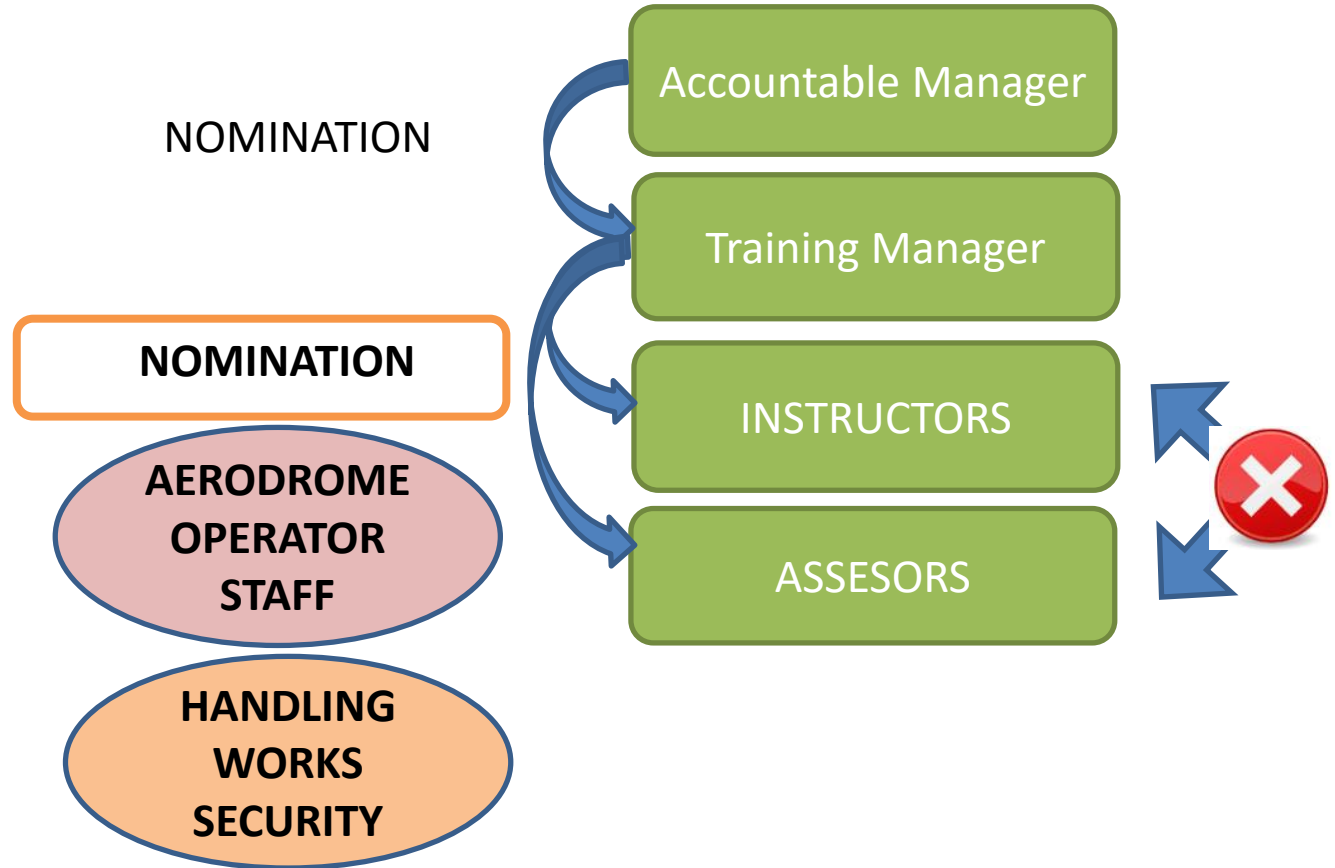 NOMINATION
Accountable Manager
Training Manager
NOMINATION
INSTRUCTORS
AERODROME
OPERATOR
STAFF
ASSESORS
HANDLING
WORKS
SECURITY